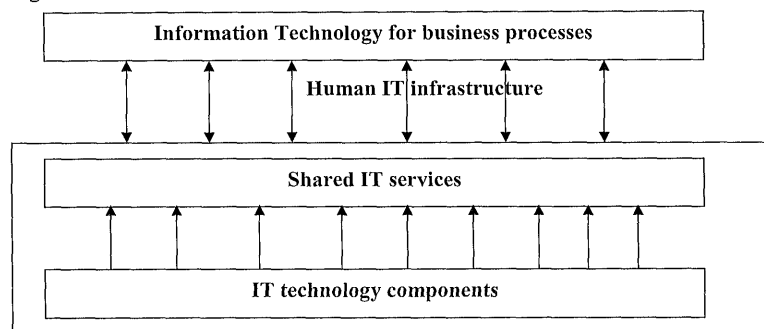 Information Technology for business processes
Human IT infrastructure
Shared IT services
IT technology components